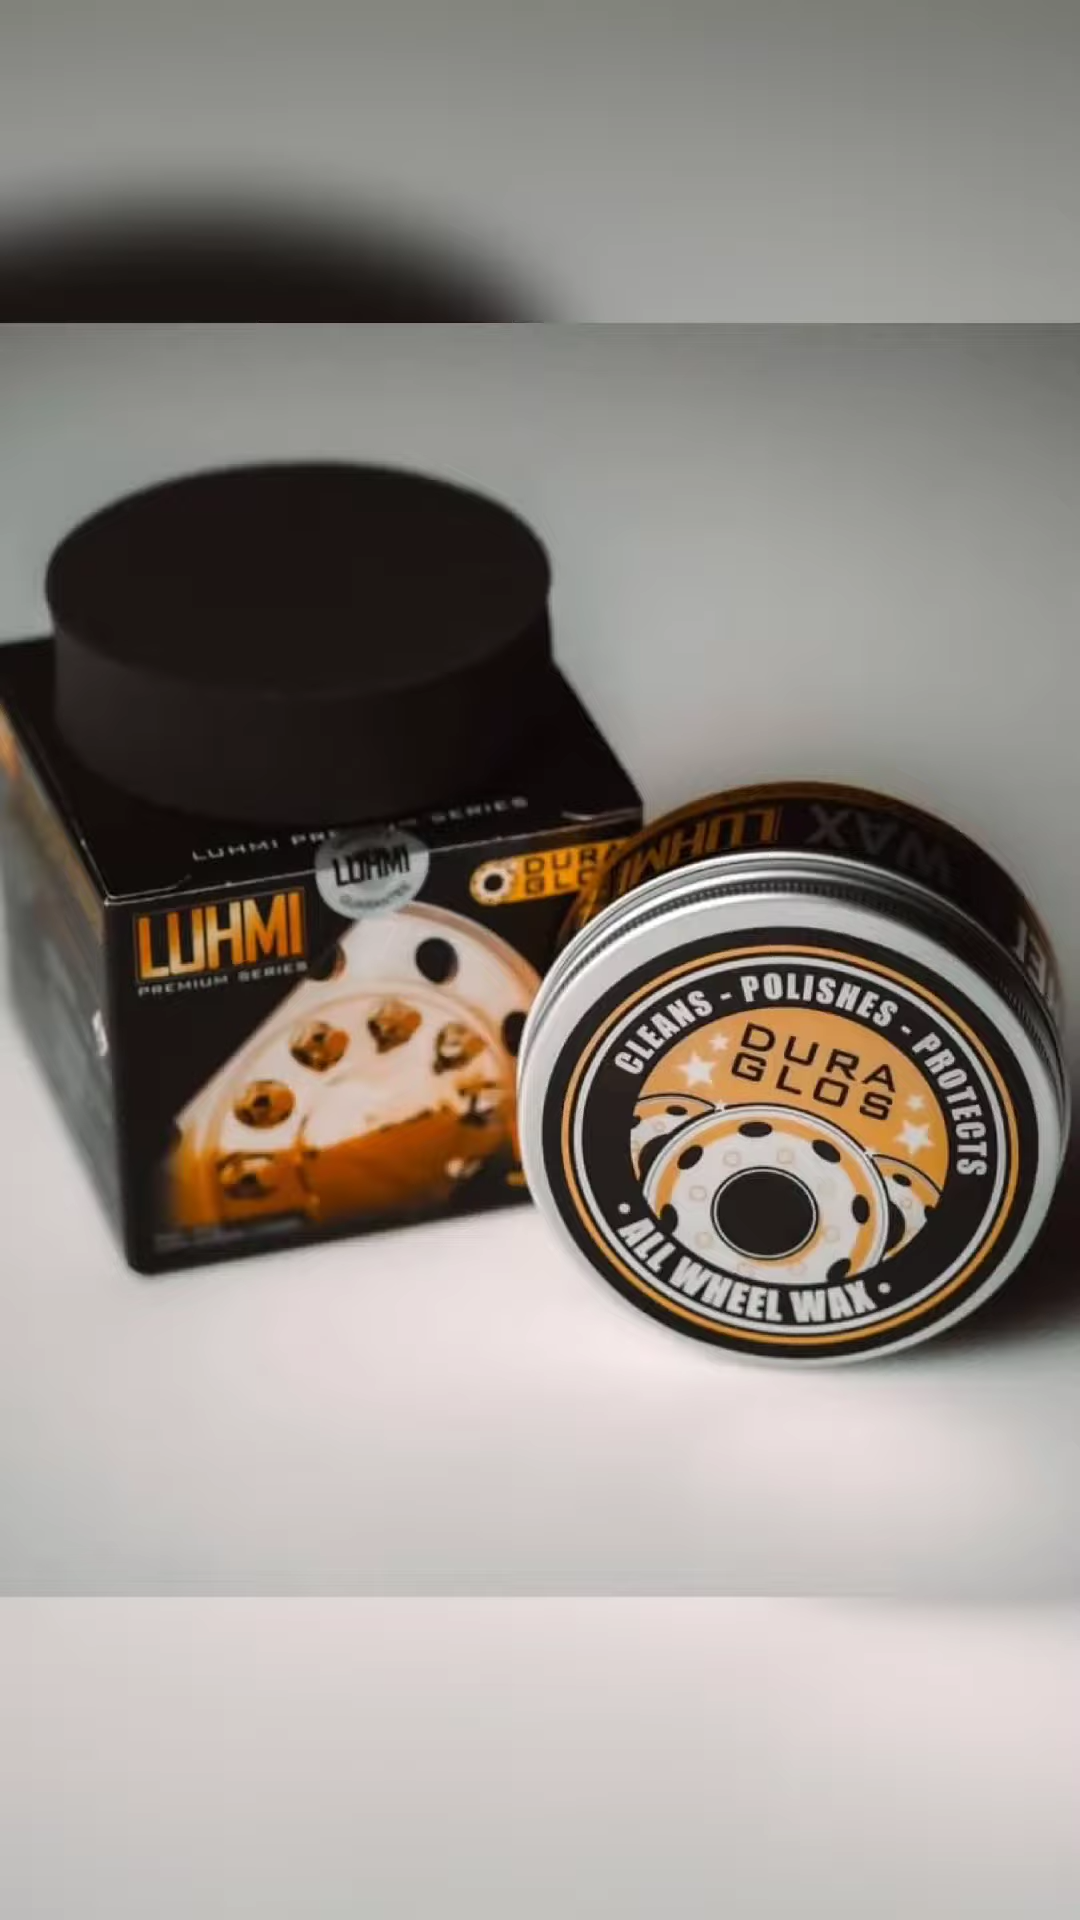 LUHMI PREMIUM SERIES
LUHMI
GUARANTEE
LUHMI
PREMIUM SERIES
DURA
GLOS
LUHMI WAX
CLEANS - POLISHES - PROTECTS
DURA
GLOS
• ALL WHEEL WAX •